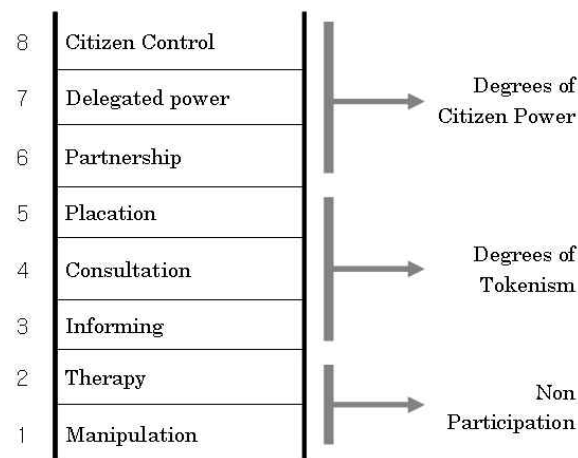 8 Citizen Control
7 Delegated power
6 Partnership
Degrees of
Citizen Power
5 Placation
4 Consultation
3 Informing
Degrees of
Tokenism
2 Therapy
1 Manipulation
Non
Participation